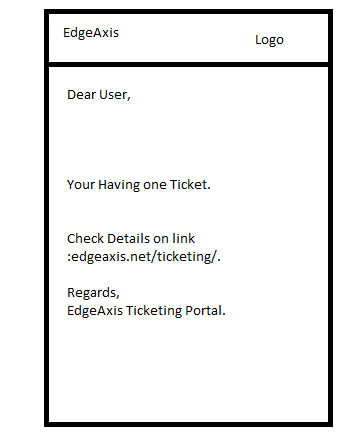 EdgeAxis
Logo
Dear User,
Your Having one Ticket.
Check Details on link
:edgeaxis.net/ticketing/.
Regards,
EdgeAxis Ticketing Portal.